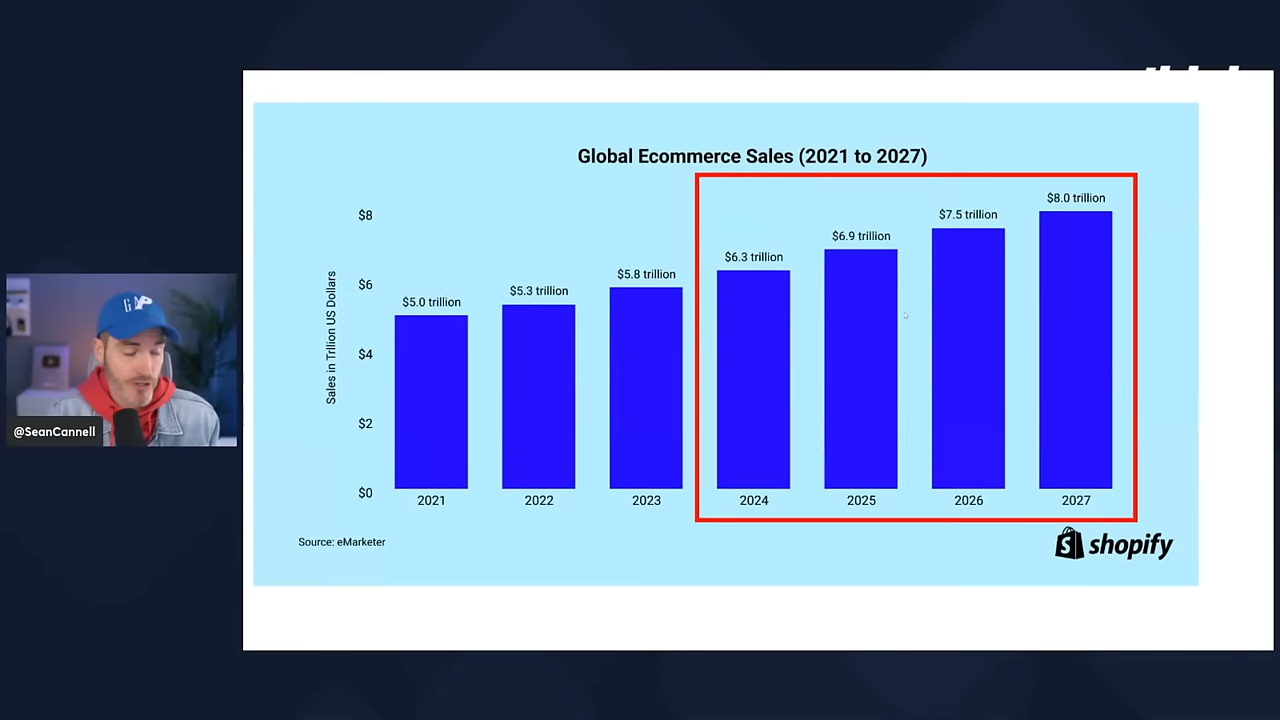 Global Ecommerce Sales (2021 to 2027)
$8.0 trillion
$7.5 trillion
$6.9 trillion
$6.3 trillion
$5.8 trillion
$5.3 trillion
$5.0 trillion
$8
$6
$4
$2
$0
Sales in Trllion US Dollars
2021 2022 2023 2024 2025 2026 2027
Source: eMarketer
shopify
GAP
@SeanCannell